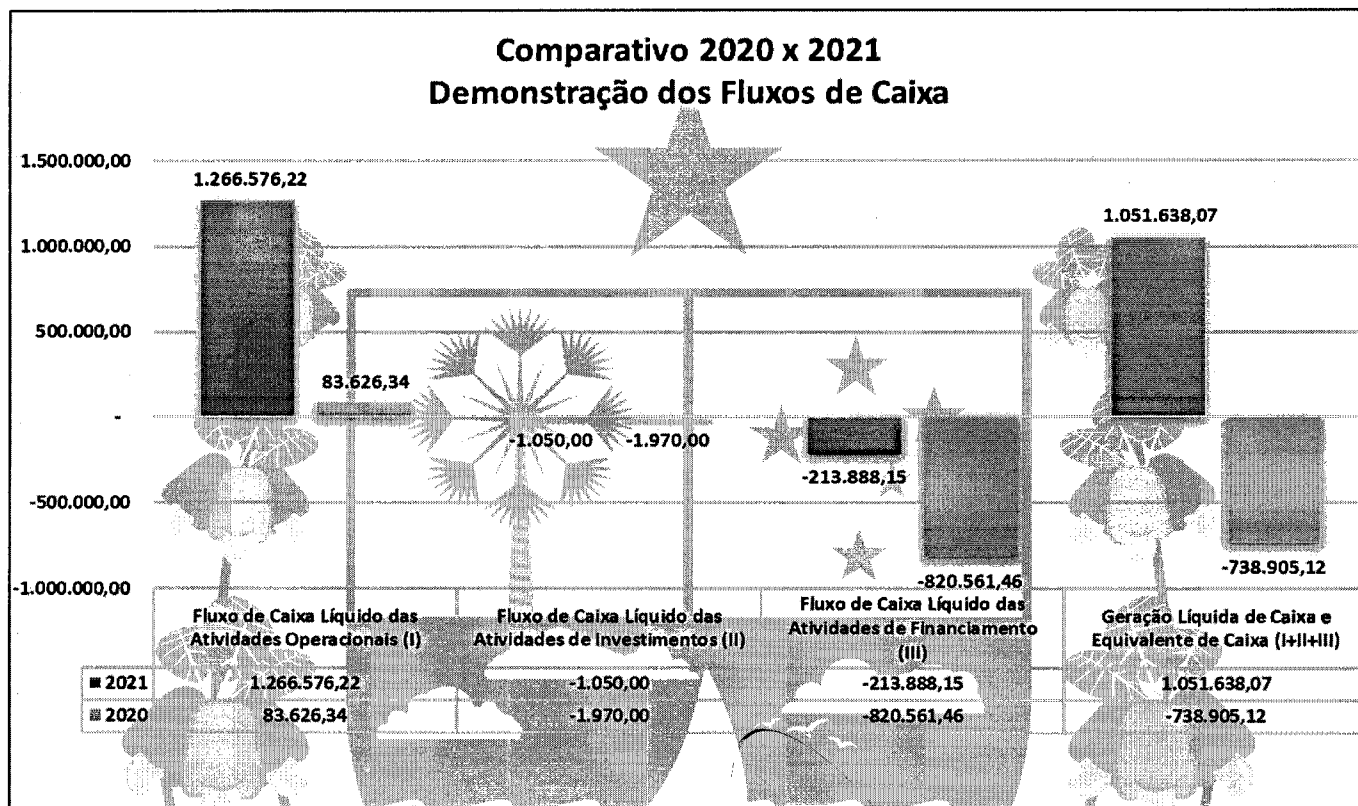 Comparativo 2020 x 2021
Demonstração dos Fluxos de Caixa
1.500.000,00
1.000.000,00
500.000,00
-
-500.000,00
-1.000.000,00
1.266.576,22
83.626,34
-1.050,00
-1.970,00
-213.888,15
-820.561,46
1.051.638,07
-738.905,12
Fluxo de Caixa Líquido das
Atividades Operacionais (I)
Fluxo de Caixa Líquido das
Atividades de Investimentos (II)
Fluxo de Caixa Líquido das
Atividades de Financiamento
(III)
Geração Líquida de Caixa e
Equivalente de Caixa (I+II+III)
2021 1.266.576,22 -1.050,00 -213.888,15 1.051.638,07
2020 83.626,34 -1.970,00 -820.561,46 -738.905,12